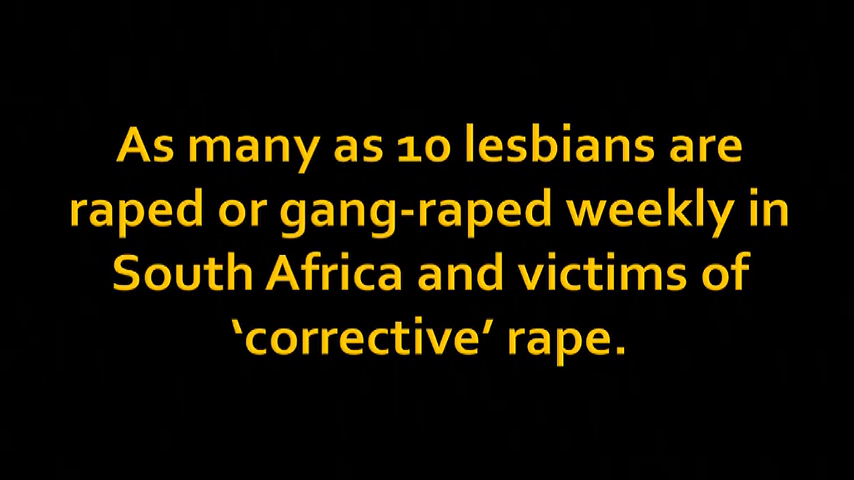 As many as 10 lesbians are
raped or gang-raped weekly in
South Africa and victims of
‘corrective’ rape.